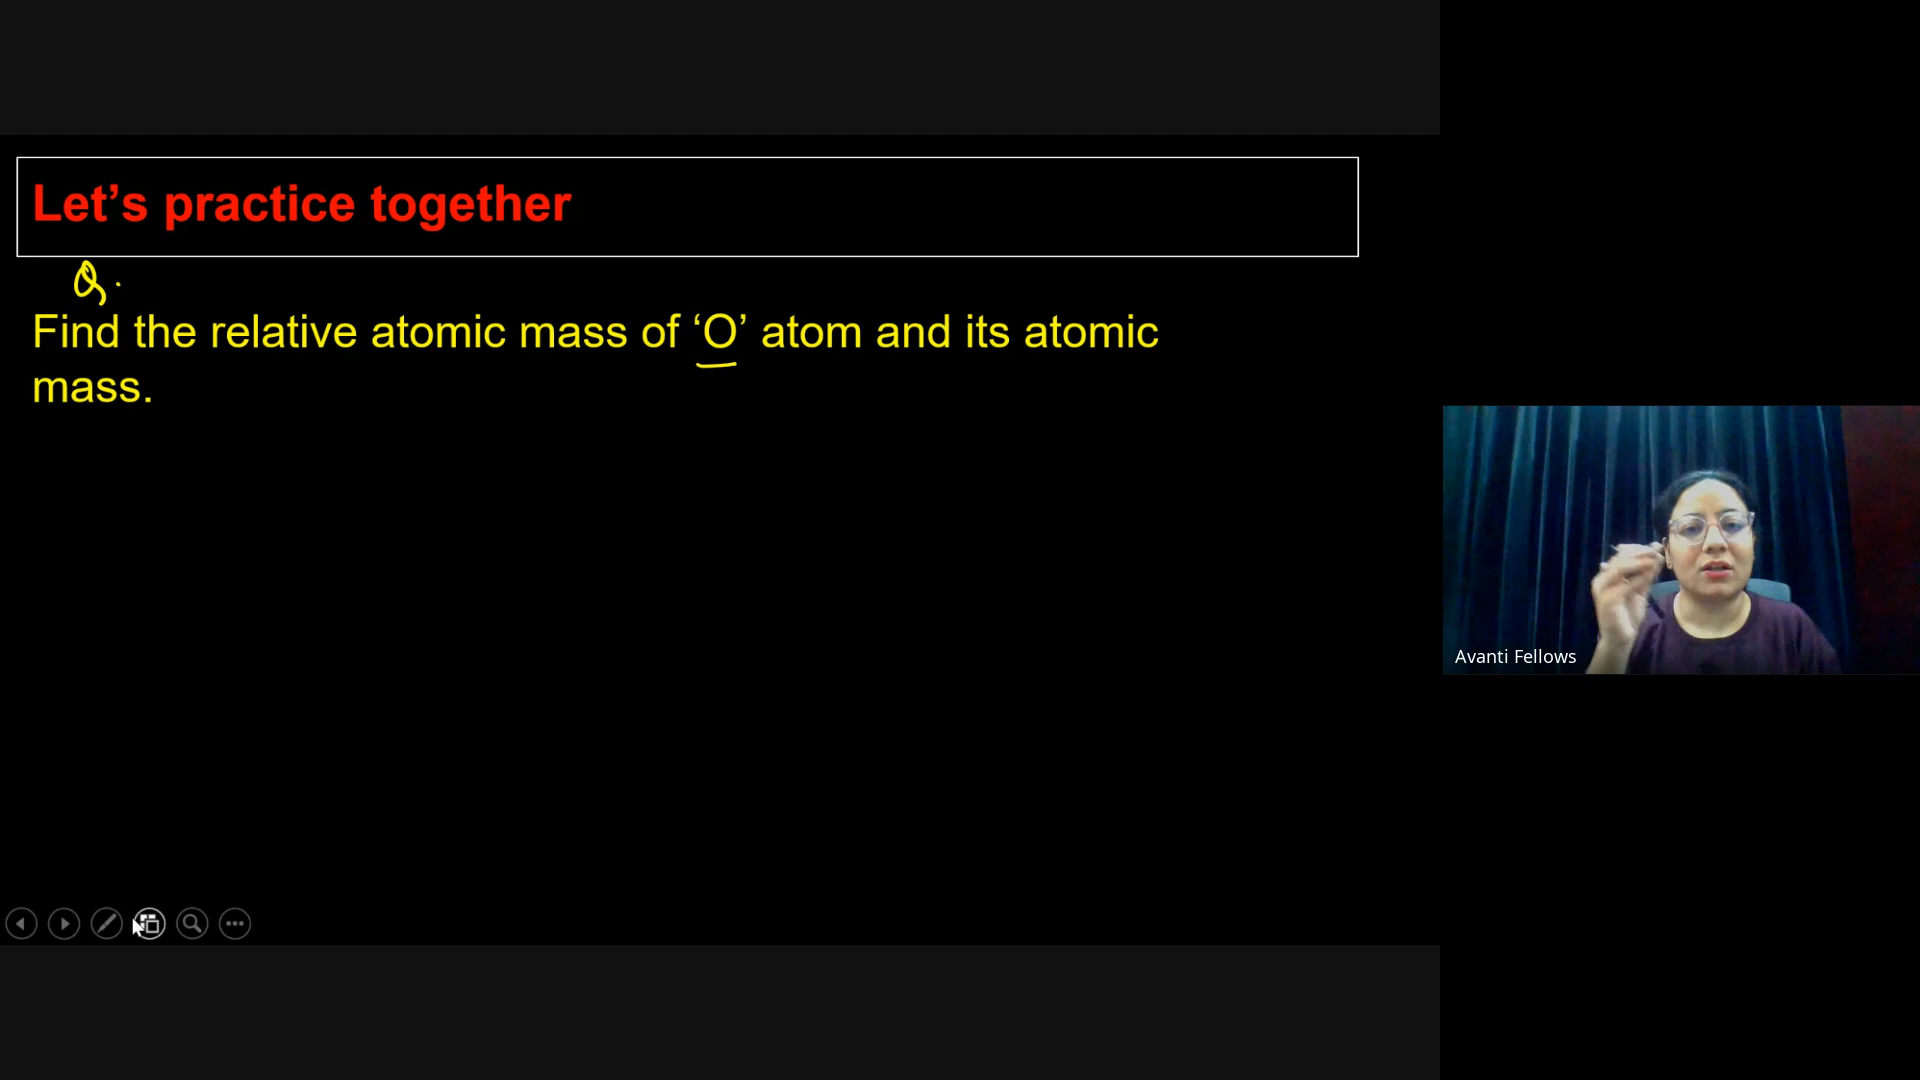 Let’s practice together
Q.
Find the relative atomic mass of ‘O’ atom and its atomic
mass.
Avanti Fellows